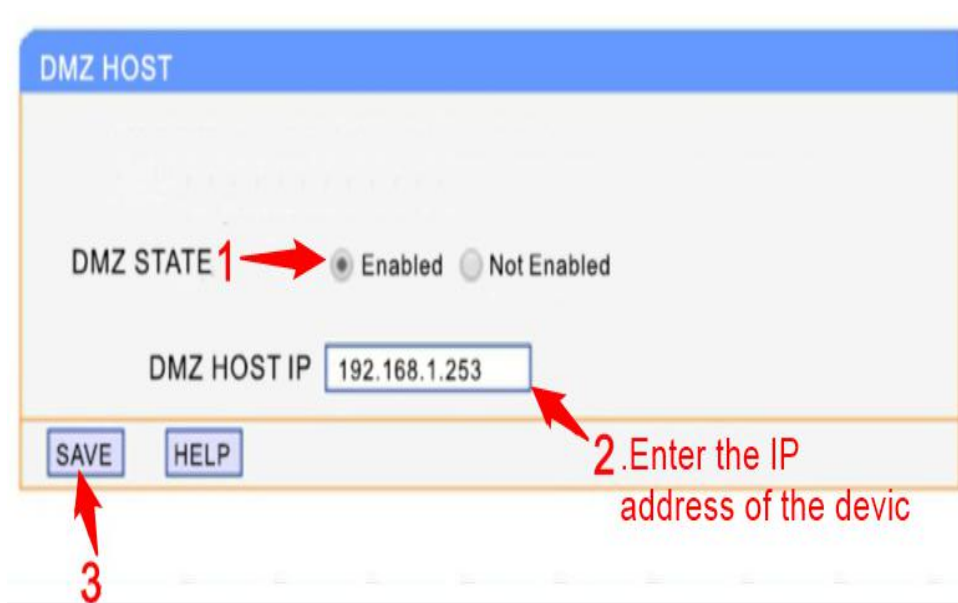 DMZ HOST
DMZ STATE 1 Enabled Not Enabled
DMZ HOST IP 192.168.1.253
SAVE HELP
2 .Enter the IP
address of the devic
3